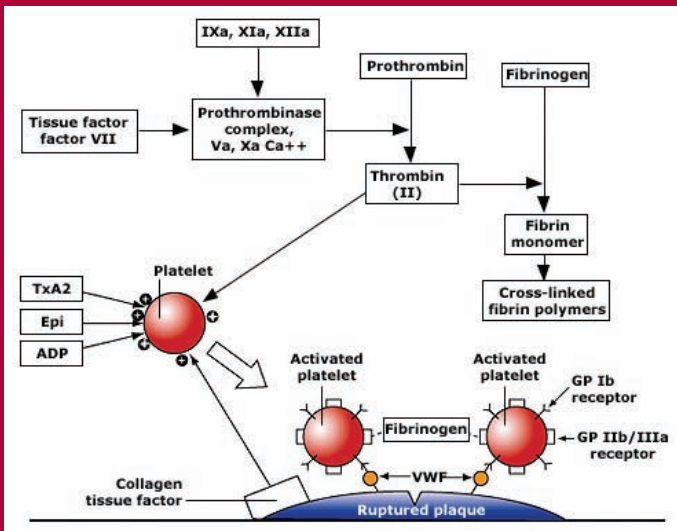 IXa, XIa, XIIa
Prothrombin
Fibrinogen
Tissue factor
factor VII
Prothrombinase
complex,
Va, Xa Ca++
Thrombin
(II)
Fibrin
monomer
Cross-linked
fibrin polymers
Platelet
TxA2
Epi
ADP
+
+
+
+
+
Activated
platelet
Activated
platelet
GP Ib
receptor
Fibrinogen
GP IIb/IIIa
receptor
VWF
Collagen
tissue factor
Ruptured plaque